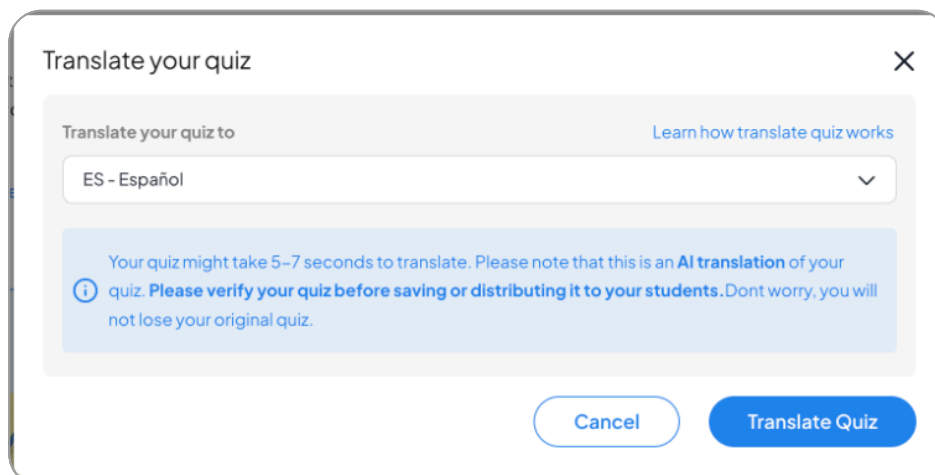 Translate your quiz
Translate your quiz to
Learn how translate quiz works
ES - Español
Your quiz might take 5–7 seconds to translate. Please note that this is an AI translation of your
quiz. Please verify your quiz before saving or distributing it to your students.Dont worry, you will
not lose your original quiz.
Cancel
Translate Quiz